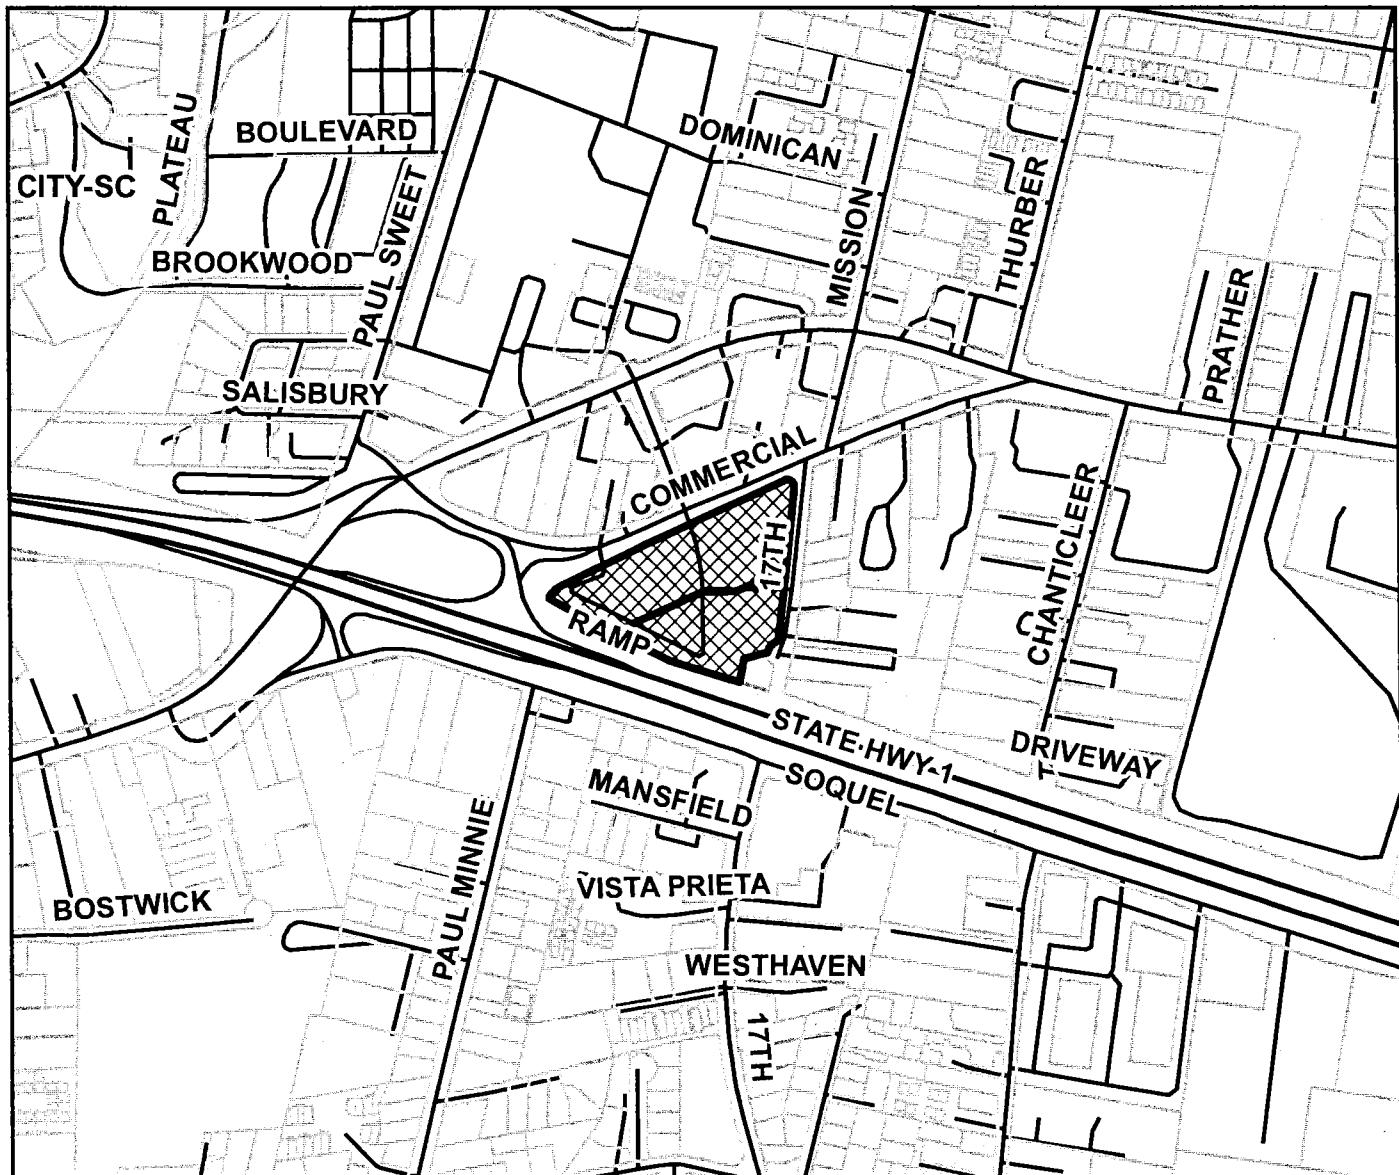 PLATEAU
BOULEVARD
DOMINICAN
CITY-SC
PAUL SWEET
MISSION
THURBER
BROOKWOOD
PRATHER
SALISBURY
COMMERCIAL
17TH
CHANTICLEER
RAMP
STATE-HWY-1
DRIVEWAY
SOQUEL
MANSFIELD
PAUL MINNIE
VISTA PRIETA
BOSTWICK
WESTHAVEN
17TH